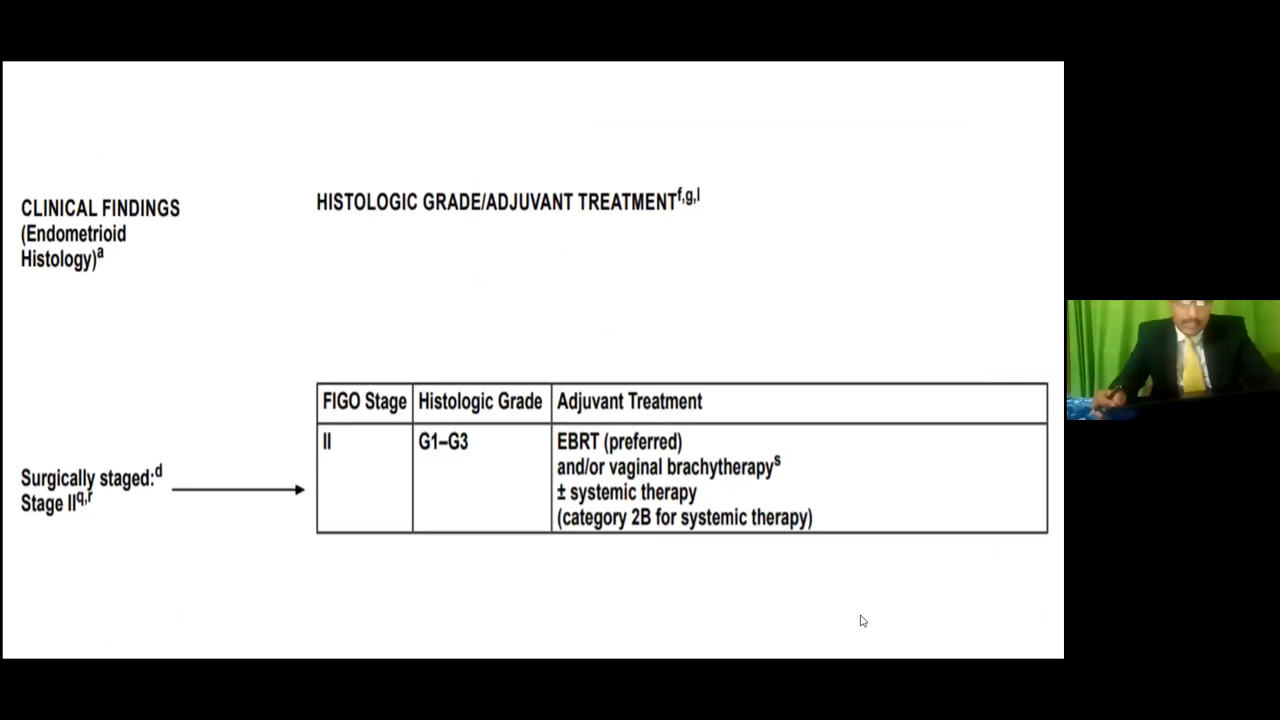 CLINICAL FINDINGS
(Endometrioid
Histology)a
HISTOLOGIC GRADE/ADJUVANT TREATMENTf,g,l
Surgically staged:d
Stage IIq,r
FIGO Stage Histologic Grade Adjuvant Treatment
II G1–G3 EBRT (preferred)
and/or vaginal brachytherapys
± systemic therapy
(category 2B for systemic therapy)